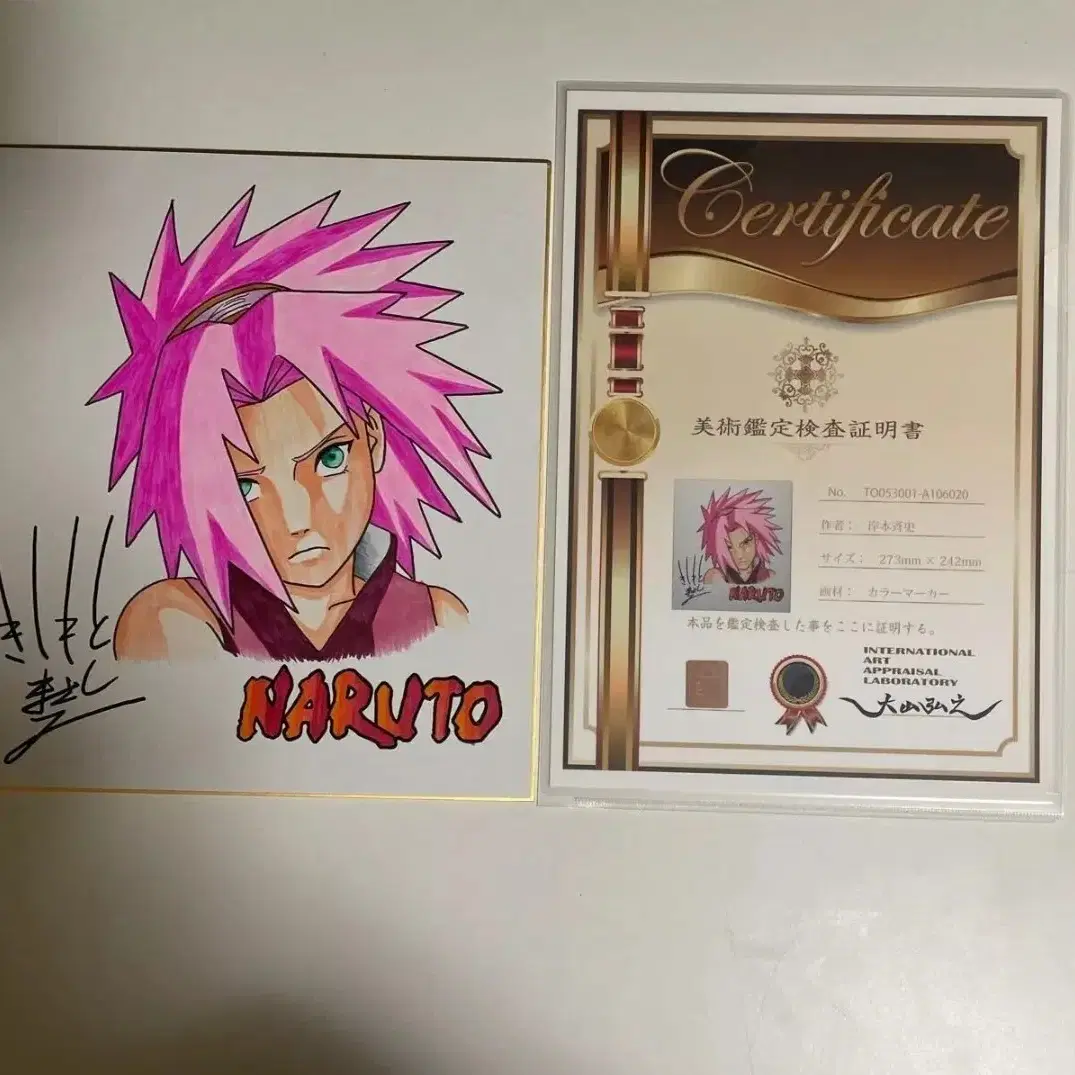 きしもと
NARUTO
Certificate
美術鑑定検査証明書
No. TO053001-A106020
作者： 岸本斉史
サイズ： 273mm × 242mm
画材： カラーマーカー
NARUTO
本品を鑑定検査した事をここに証明する。
INTERNATIONAL
ART
APPRAISAL
LABORATORY
大山弘之